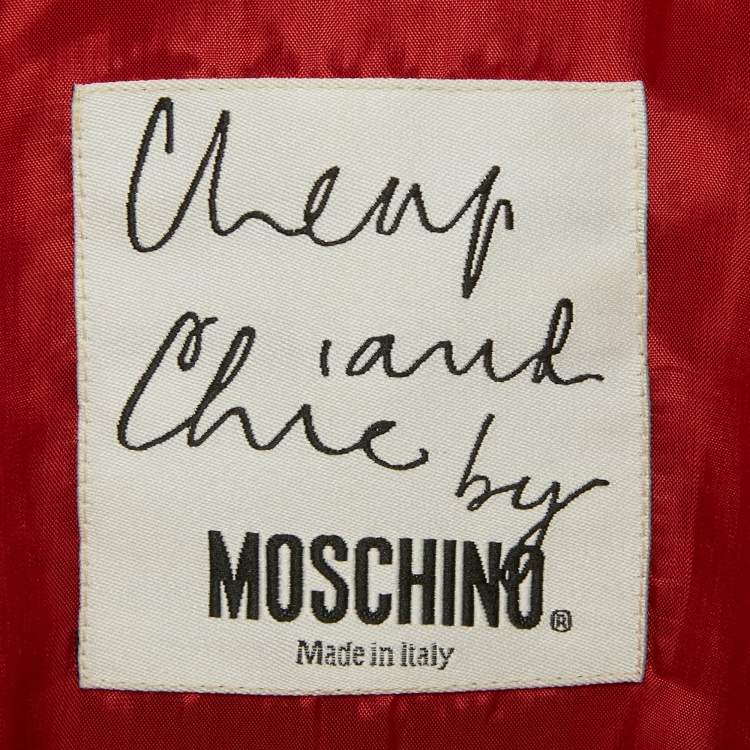 Cheap
and
Chic
by
MOSCHINO®
Made in Italy